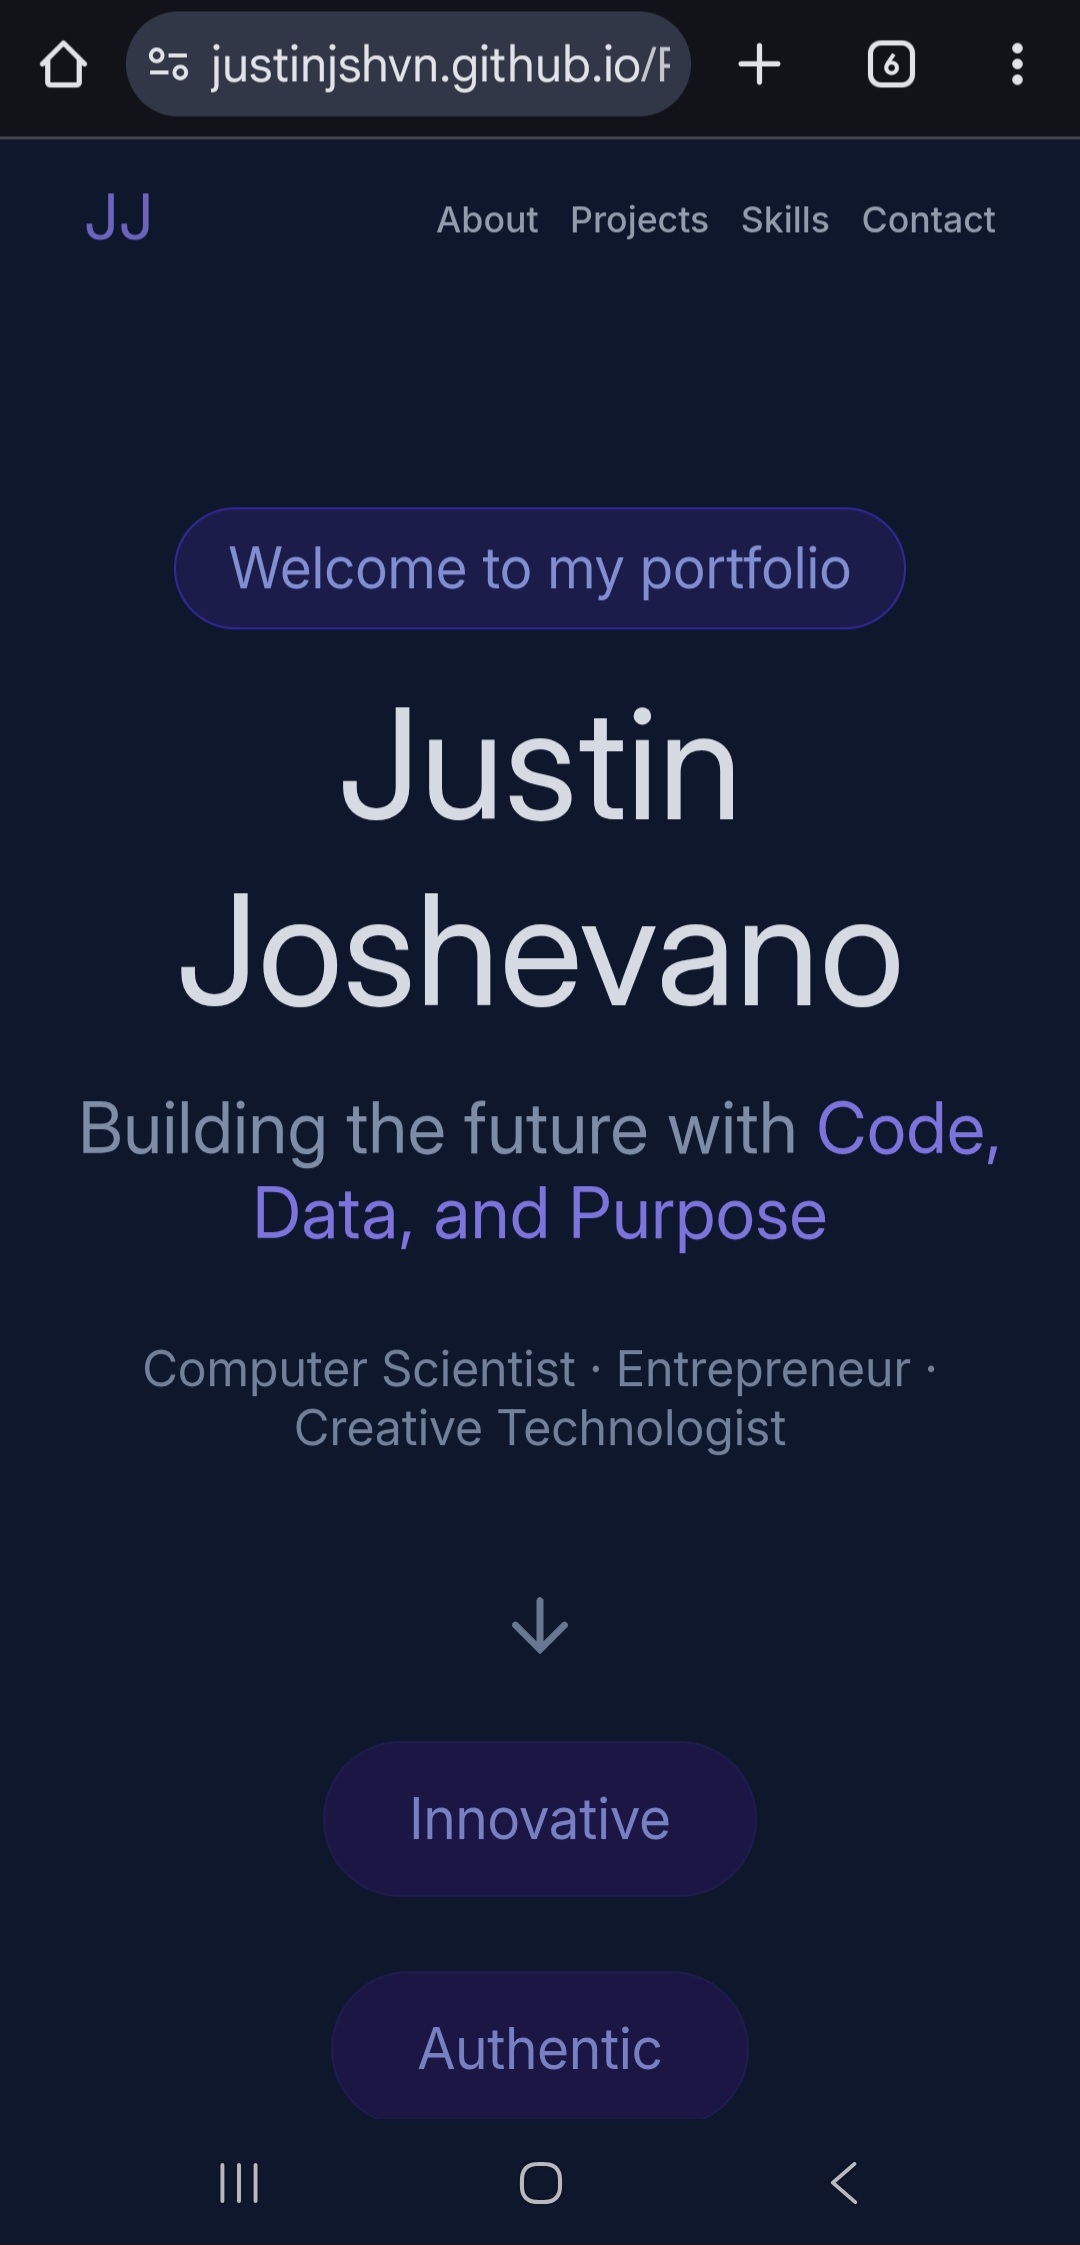 justinjshvn.github.io/
6
JJ
About Projects Skills Contact
Welcome to my portfolio
Justin
Joshevano
Building the future with Code,
Data, and Purpose
Computer Scientist · Entrepreneur ·
Creative Technologist
Innovative
Authentic